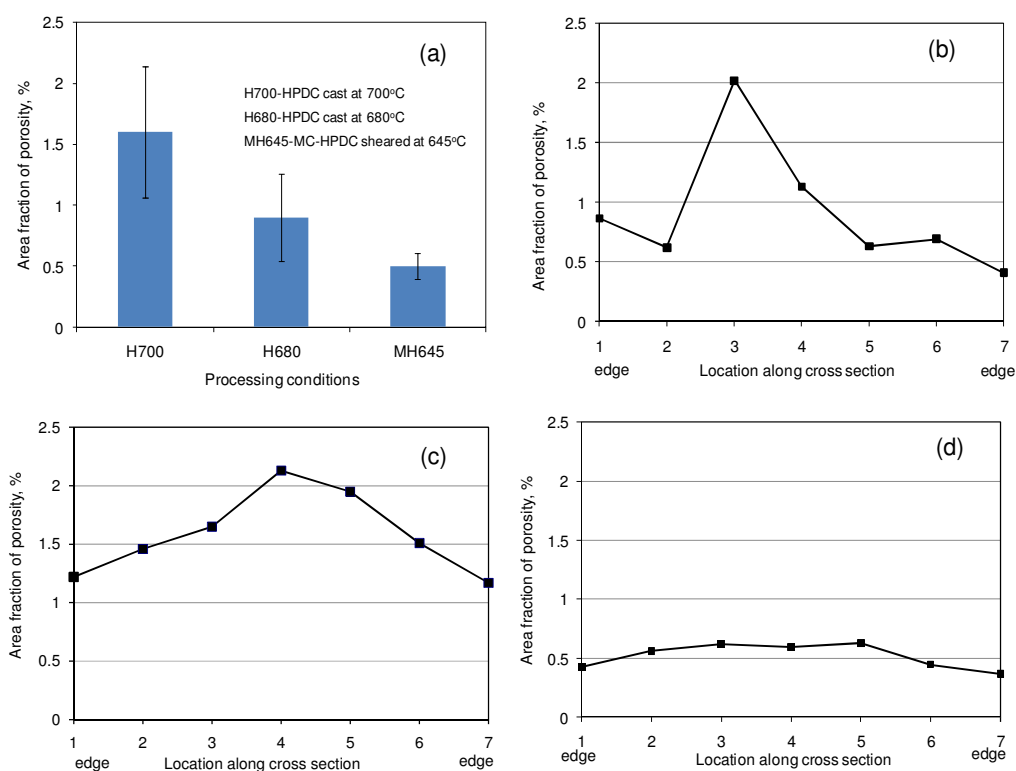 (a)
Area fraction of porosity, %
2.5
2
1.5
1
0.5
0
H700-HPDC cast at 700°C
H680-HPDC cast at 680°C
MH645-MC-HPDC sheared at 645°C
H700 H680 MH645
Processing conditions
(b)
Area fraction of porosity, %
2.5
2
1.5
1
0.5
0
1 2 3 4 5 6 7
edge Location along cross section edge
(c)
Area fraction of porosity, %
2.5
2
1.5
1
0.5
0
1 2 3 4 5 6 7
edge Location along cross section edge
(d)
Area fraction of porosity, %
2.5
2
1.5
1
0.5
0
1 2 3 4 5 6 7
edge Location along cross section edge